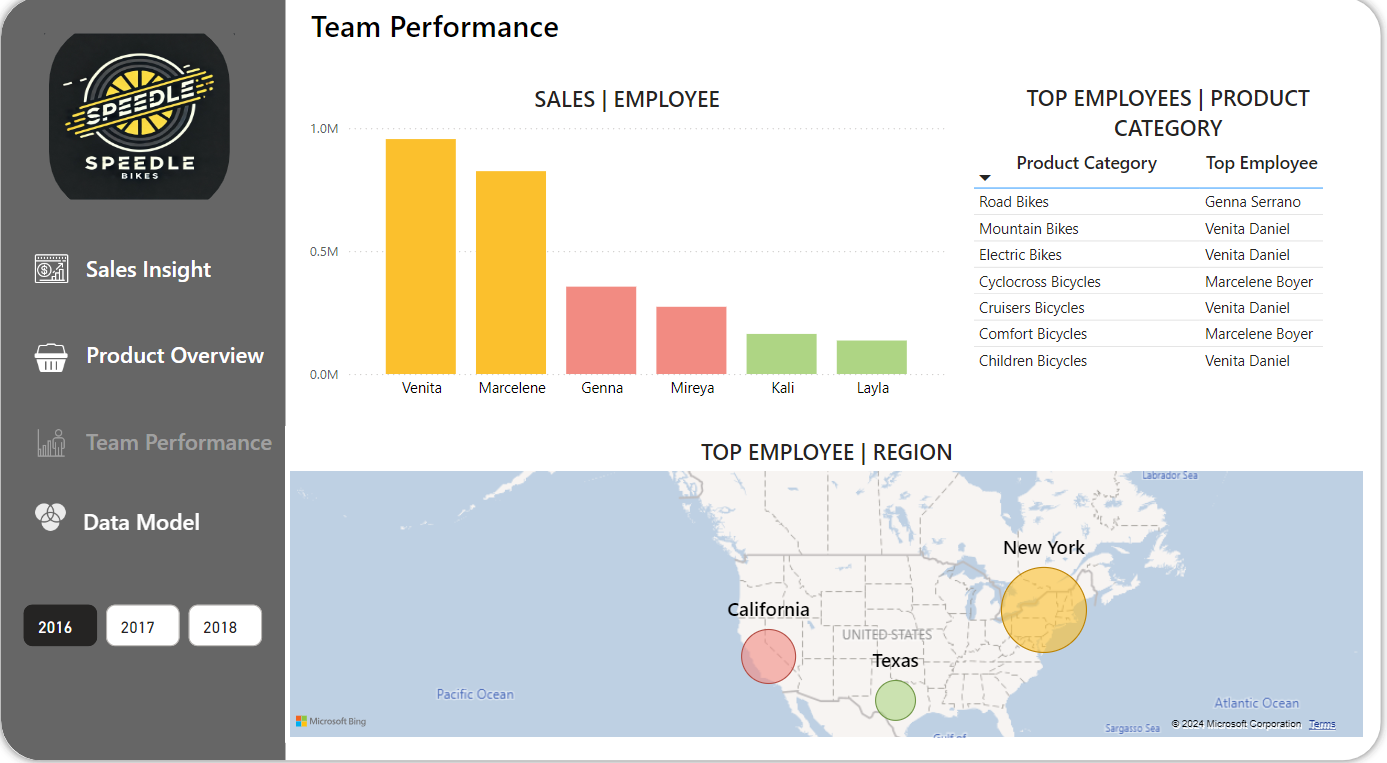 Team Performance
SPEEDLE
SPEEDLE
BIKES
Sales Insight
Product Overview
Team Performance
Data Model
2016
2017
2018
SALES | EMPLOYEE
1.0M
0.5M
0.0M
Venita
Marcelene
Genna
Mireya
Kali
Layla
TOP EMPLOYEES | PRODUCT
CATEGORY
Product Category Top Employee
Road Bikes Genna Serrano
Mountain Bikes Venita Daniel
Electric Bikes Venita Daniel
Cyclocross Bicycles Marcelene Boyer
Cruisers Bicycles Venita Daniel
Comfort Bicycles Marcelene Boyer
Children Bicycles Venita Daniel
TOP EMPLOYEE | REGION
Labrador Sea
New York
California
UNITED STATES
Texas
Pacific Ocean
Atlantic Ocean
Microsoft Bing
Sargasso Sea
© 2024 Microsoft Corporation Terms
Gulf of